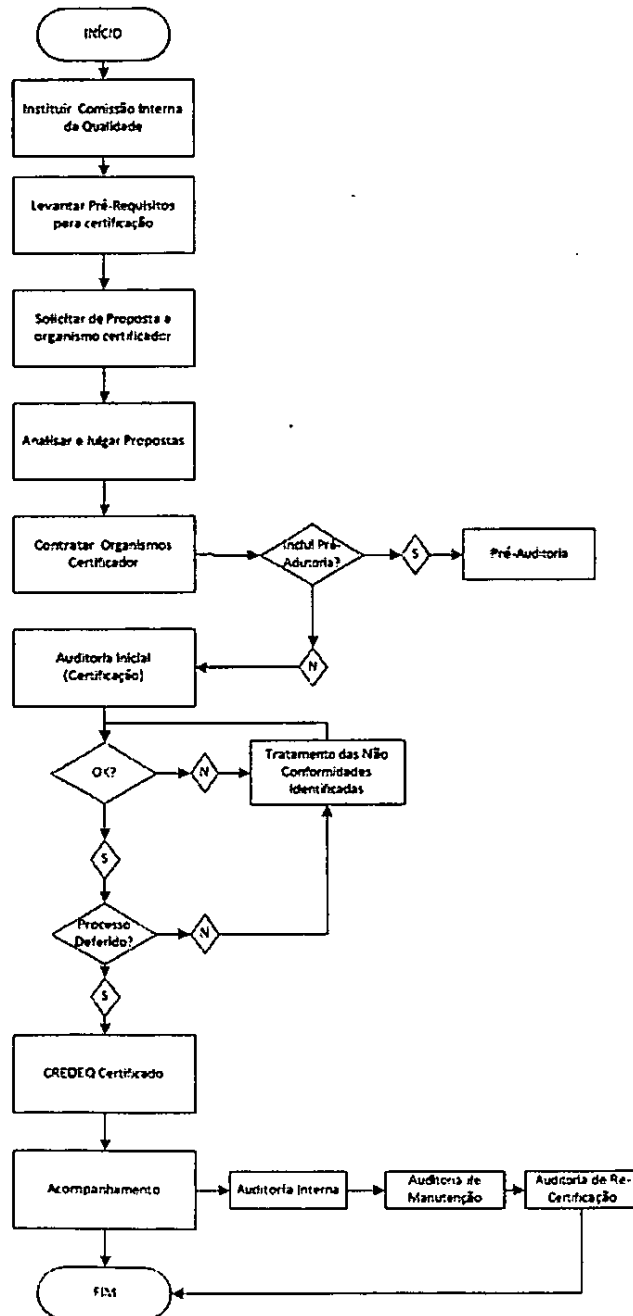 INÍCIO
Instituir Comissão Interna
da Qualidade
Levantar Pré-Requisitos
para certificação
Solicitar de Proposta a
organismo certificador
Analisar e Julgar Propostas
Contratar Organismos
Certificador
Inclui Pré-
Adutoria?
S
Pré-Auditoria
N
Auditoria Inicial
(Certificação)
OK?
N
Tratamento das Não
Conformidades
Identificadas
S
Processo
Deferido?
N
S
CREDEQ Certificado
Acompanhamento
Auditoria Interna
Auditoria de
Manutenção
Auditoria de Re-
Certificação
FIM